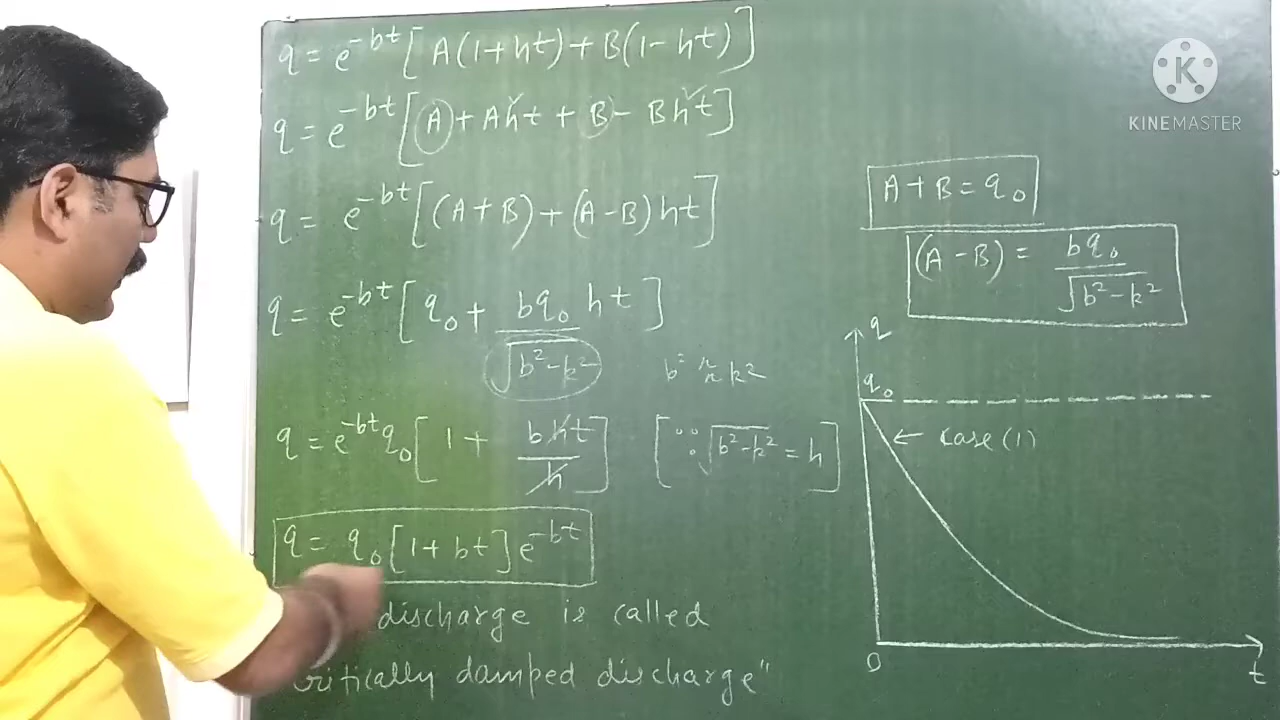 q = e^{-bt}[A(1+ht)+B(1-ht)]
q = e^{-bt}[A + Aht + B - Bht]
q = e^{-bt}[(A+B)+(A-B)ht]
q = e^{-bt}[q₀ + bq₀/√(b²-k²) ht]
b² ≈ k²
q = e^{-bt} q₀[1 + bht/h] [∵ √(b²-k²) = h]
q = q₀[1+bt]e^{-bt}
discharge is called
critically damped discharge"
A+B = q₀
(A-B) = bq₀/√(b²-k²)
q
q₀
← case (1)
0
t
K
KINEMASTER